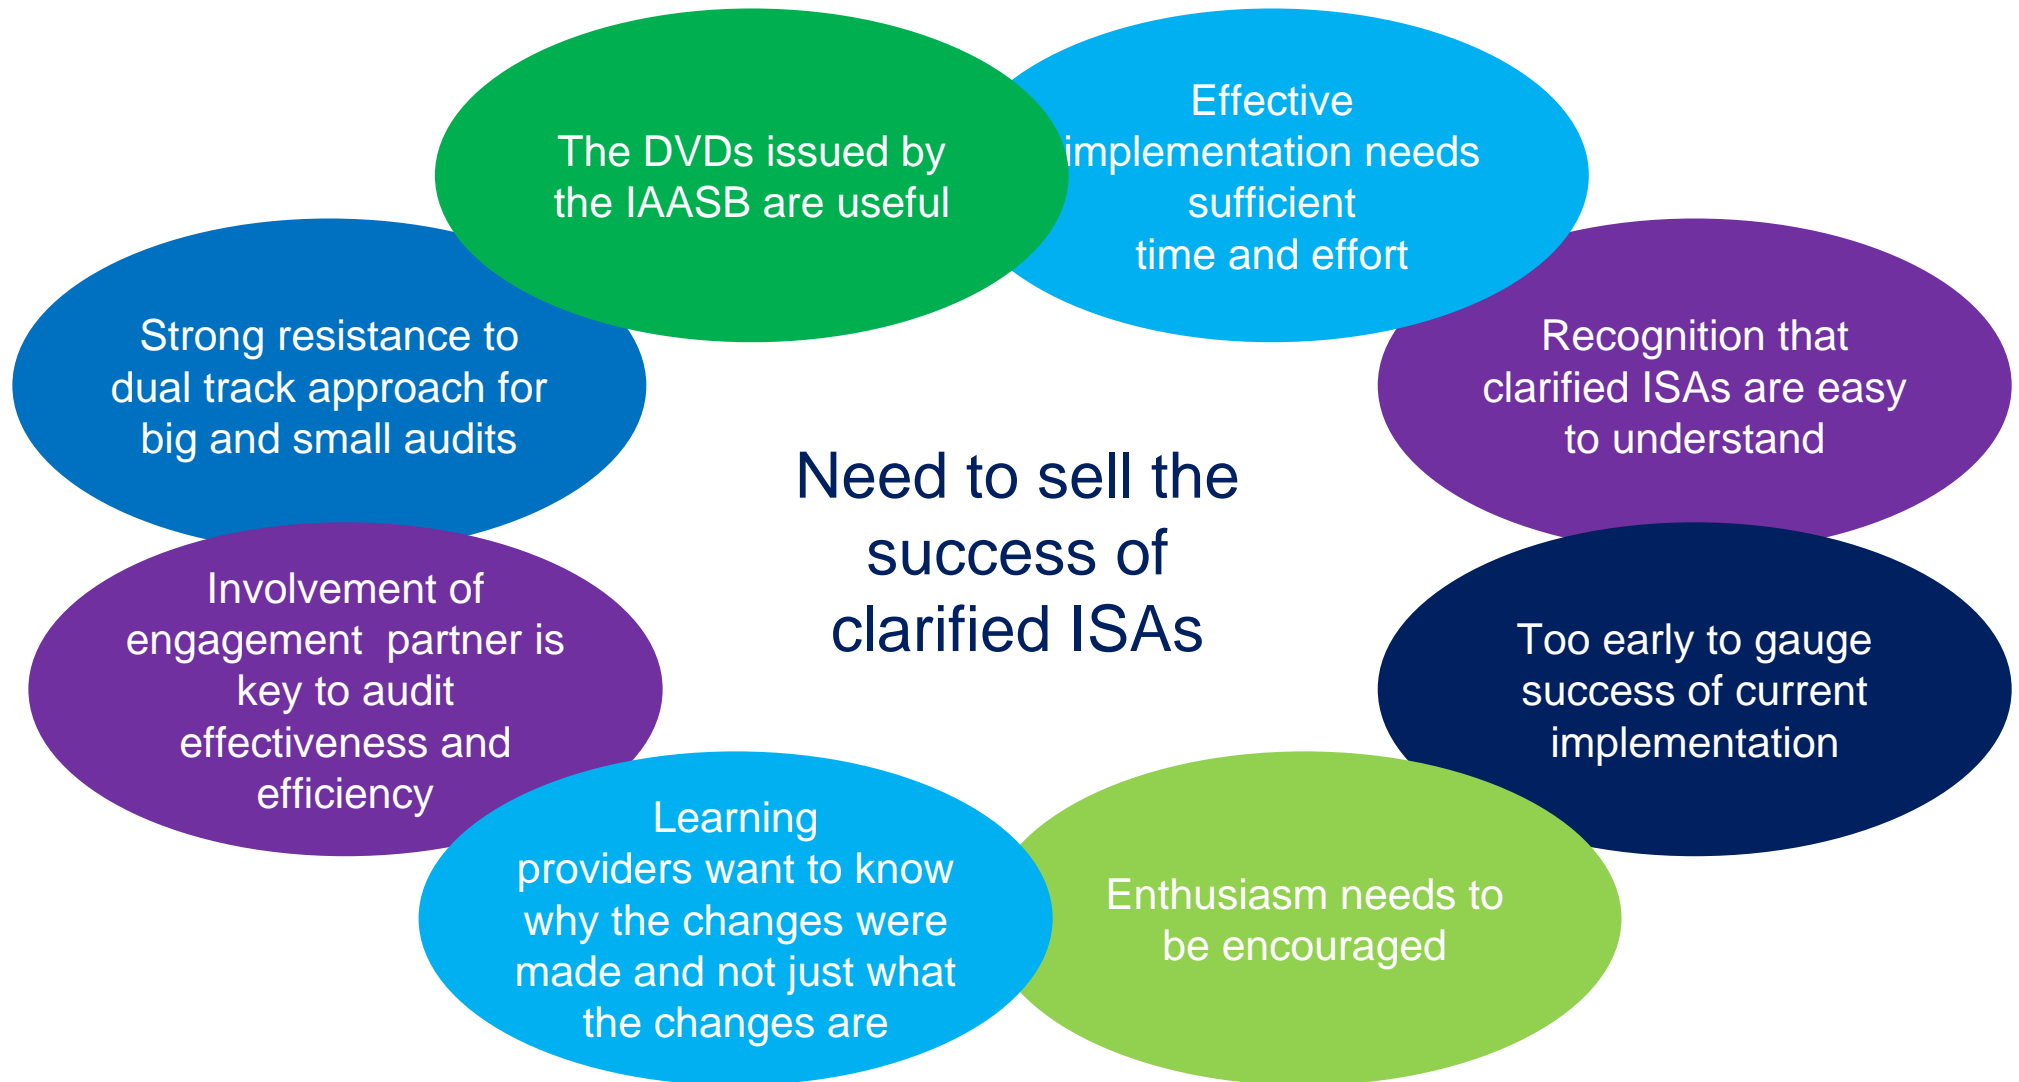 The DVDs issued by
the IAASB are useful
Effective
implementation needs
sufficient
time and effort
Strong resistance to
dual track approach for
big and small audits
Recognition that
clarified ISAs are easy
to understand
Need to sell the
success of
clarified ISAs
Involvement of
engagement  partner is
key to audit
effectiveness and
efficiency
Too early to gauge
success of current
implementation
Learning
providers want to know
why the changes were
made and not just what
the changes are
Enthusiasm needs to
be encouraged